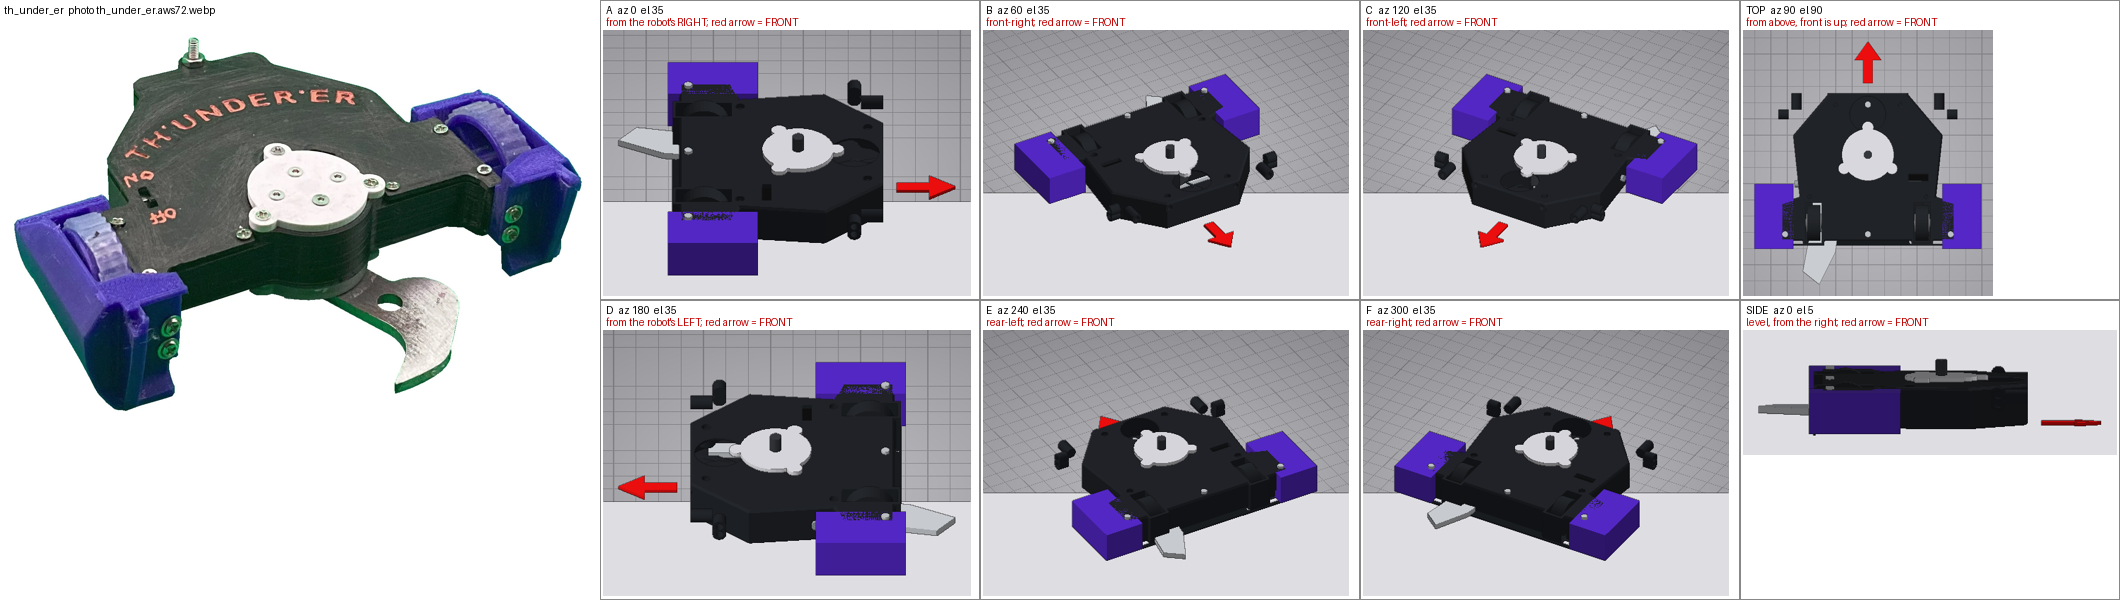 th_under_er photo th_under_er.aws72.webp
TH'UNDER'ER
ON
OFF
A az 0 el 35
from the robot's RIGHT; red arrow = FRONT
B az 60 el 35
front-right; red arrow = FRONT
C az 120 el 35
front-left; red arrow = FRONT
TOP az 90 el 90
from above, front is up; red arrow = FRONT
D az 180 el 35
from the robot's LEFT; red arrow = FRONT
E az 240 el 35
rear-left; red arrow = FRONT
F az 300 el 35
rear-right; red arrow = FRONT
SIDE az 0 el 5
level, from the right; red arrow = FRONT